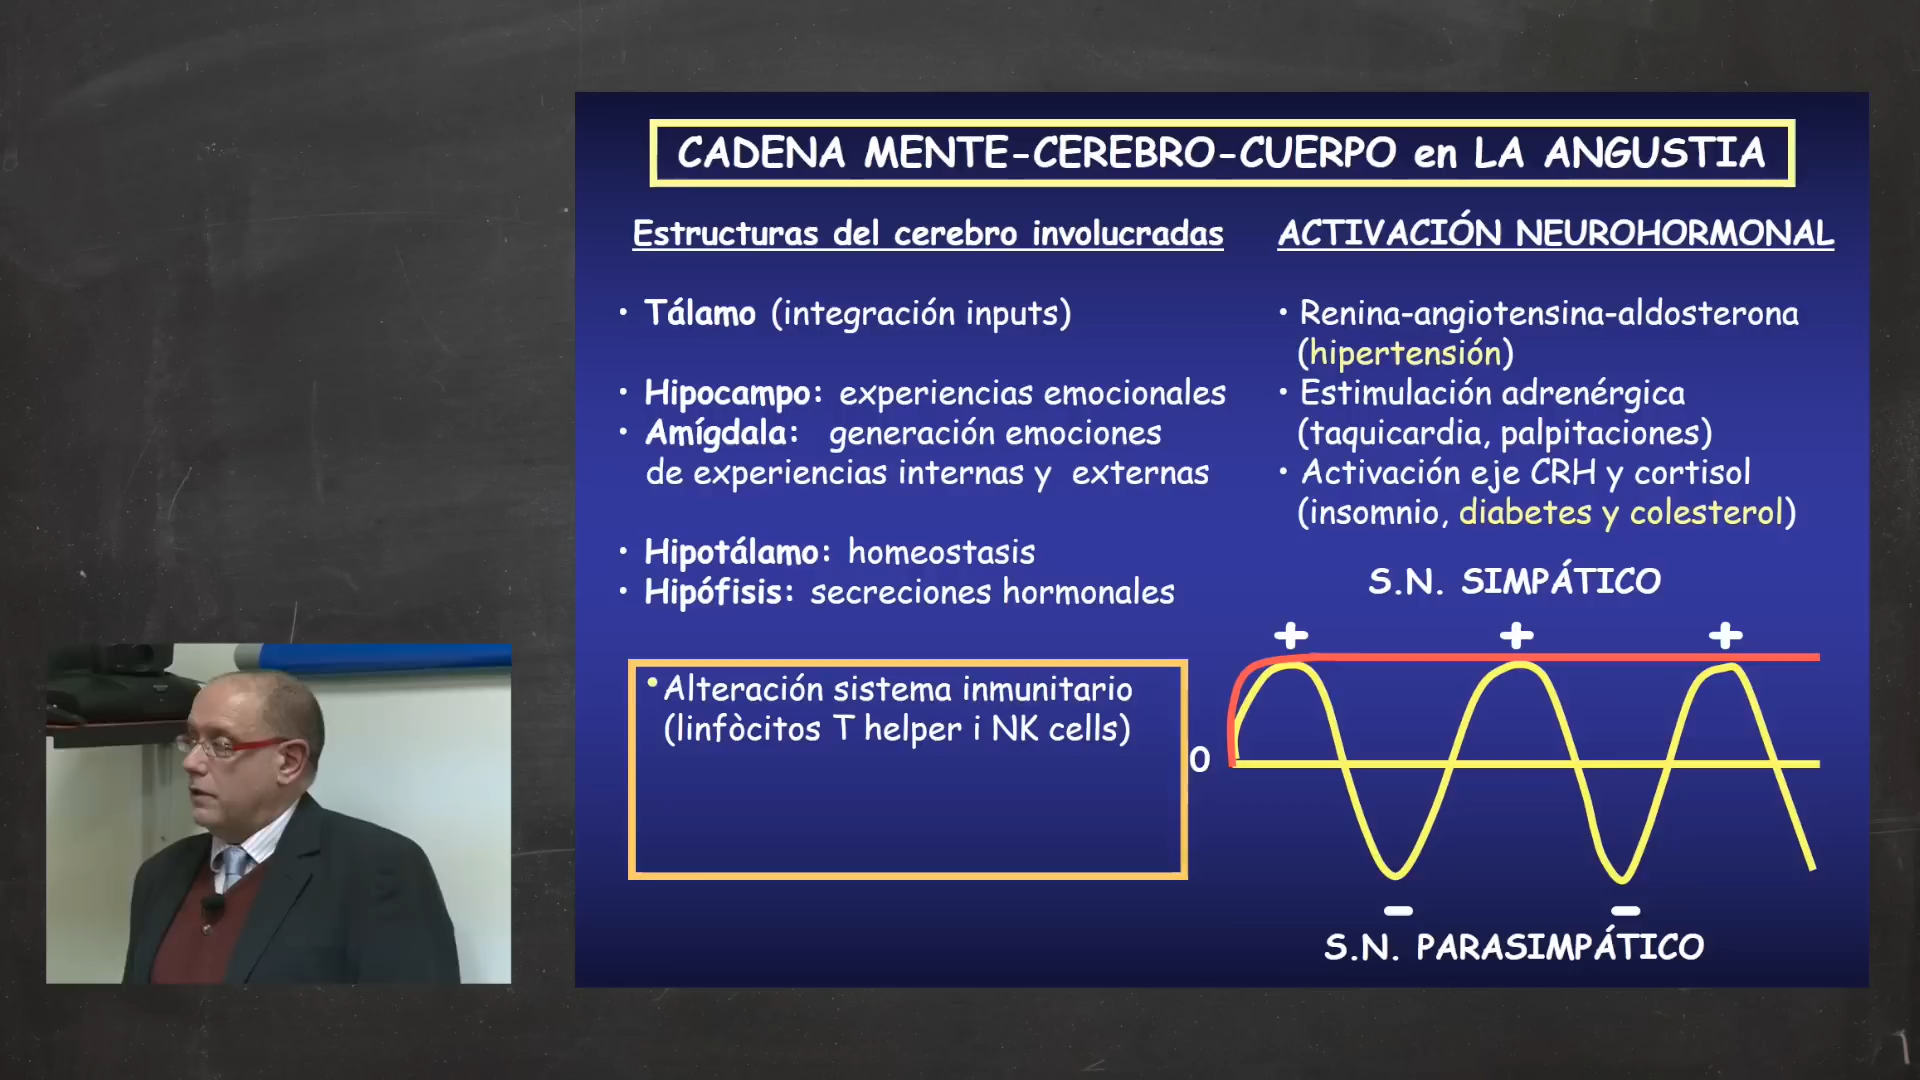 CADENA MENTE-CEREBRO-CUERPO en LA ANGUSTIA
Estructuras del cerebro involucradas
• Tálamo (integración inputs)
• Hipocampo: experiencias emocionales
• Amígdala: generación emociones
de experiencias internas y externas
• Hipotálamo: homeostasis
• Hipófisis: secreciones hormonales
• Alteración sistema inmunitario
(linfòcitos T helper i NK cells)
ACTIVACIÓN NEUROHORMONAL
• Renina-angiotensina-aldosterona
(hipertensión)
• Estimulación adrenérgica
(taquicardia, palpitaciones)
• Activación eje CRH y cortisol
(insomnio, diabetes y colesterol)
S.N. SIMPÁTICO
+ + +
0
- -
S.N. PARASIMPÁTICO